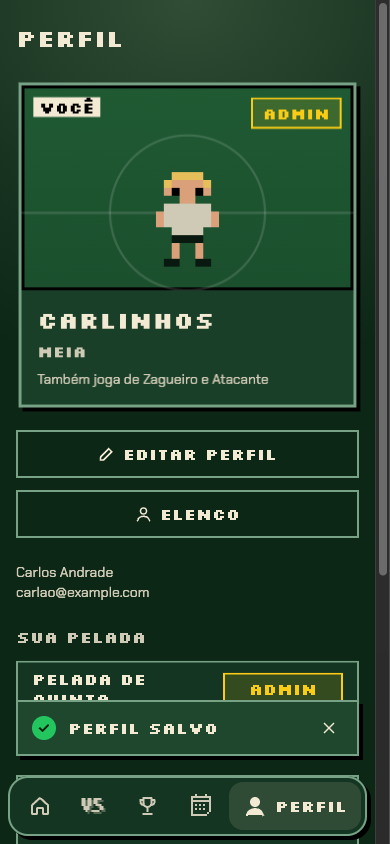 PERFIL
VOCÊ
ADMIN
CARLINHOS
MEIA
Também joga de Zagueiro e Atacante
EDITAR PERFIL
ELENCO
Carlos Andrade
carlao@example.com
SUA PELADA
PELADA DE
QUINTA
ADMIN
PERFIL SALVO
VS
PERFIL